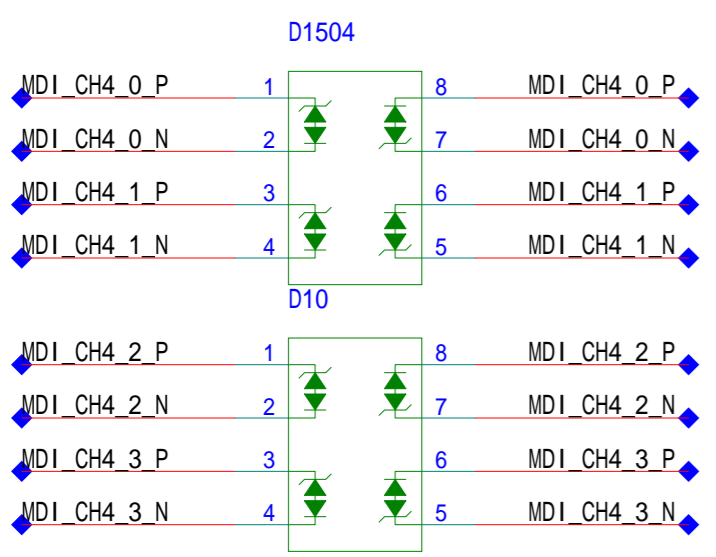 D1504
MDI_CH4_0_P 1 8 MDI_CH4_0_P
MDI_CH4_0_N 2 7 MDI_CH4_0_N
MDI_CH4_1_P 3 6 MDI_CH4_1_P
MDI_CH4_1_N 4 5 MDI_CH4_1_N
D10
MDI_CH4_2_P 1 8 MDI_CH4_2_P
MDI_CH4_2_N 2 7 MDI_CH4_2_N
MDI_CH4_3_P 3 6 MDI_CH4_3_P
MDI_CH4_3_N 4 5 MDI_CH4_3_N